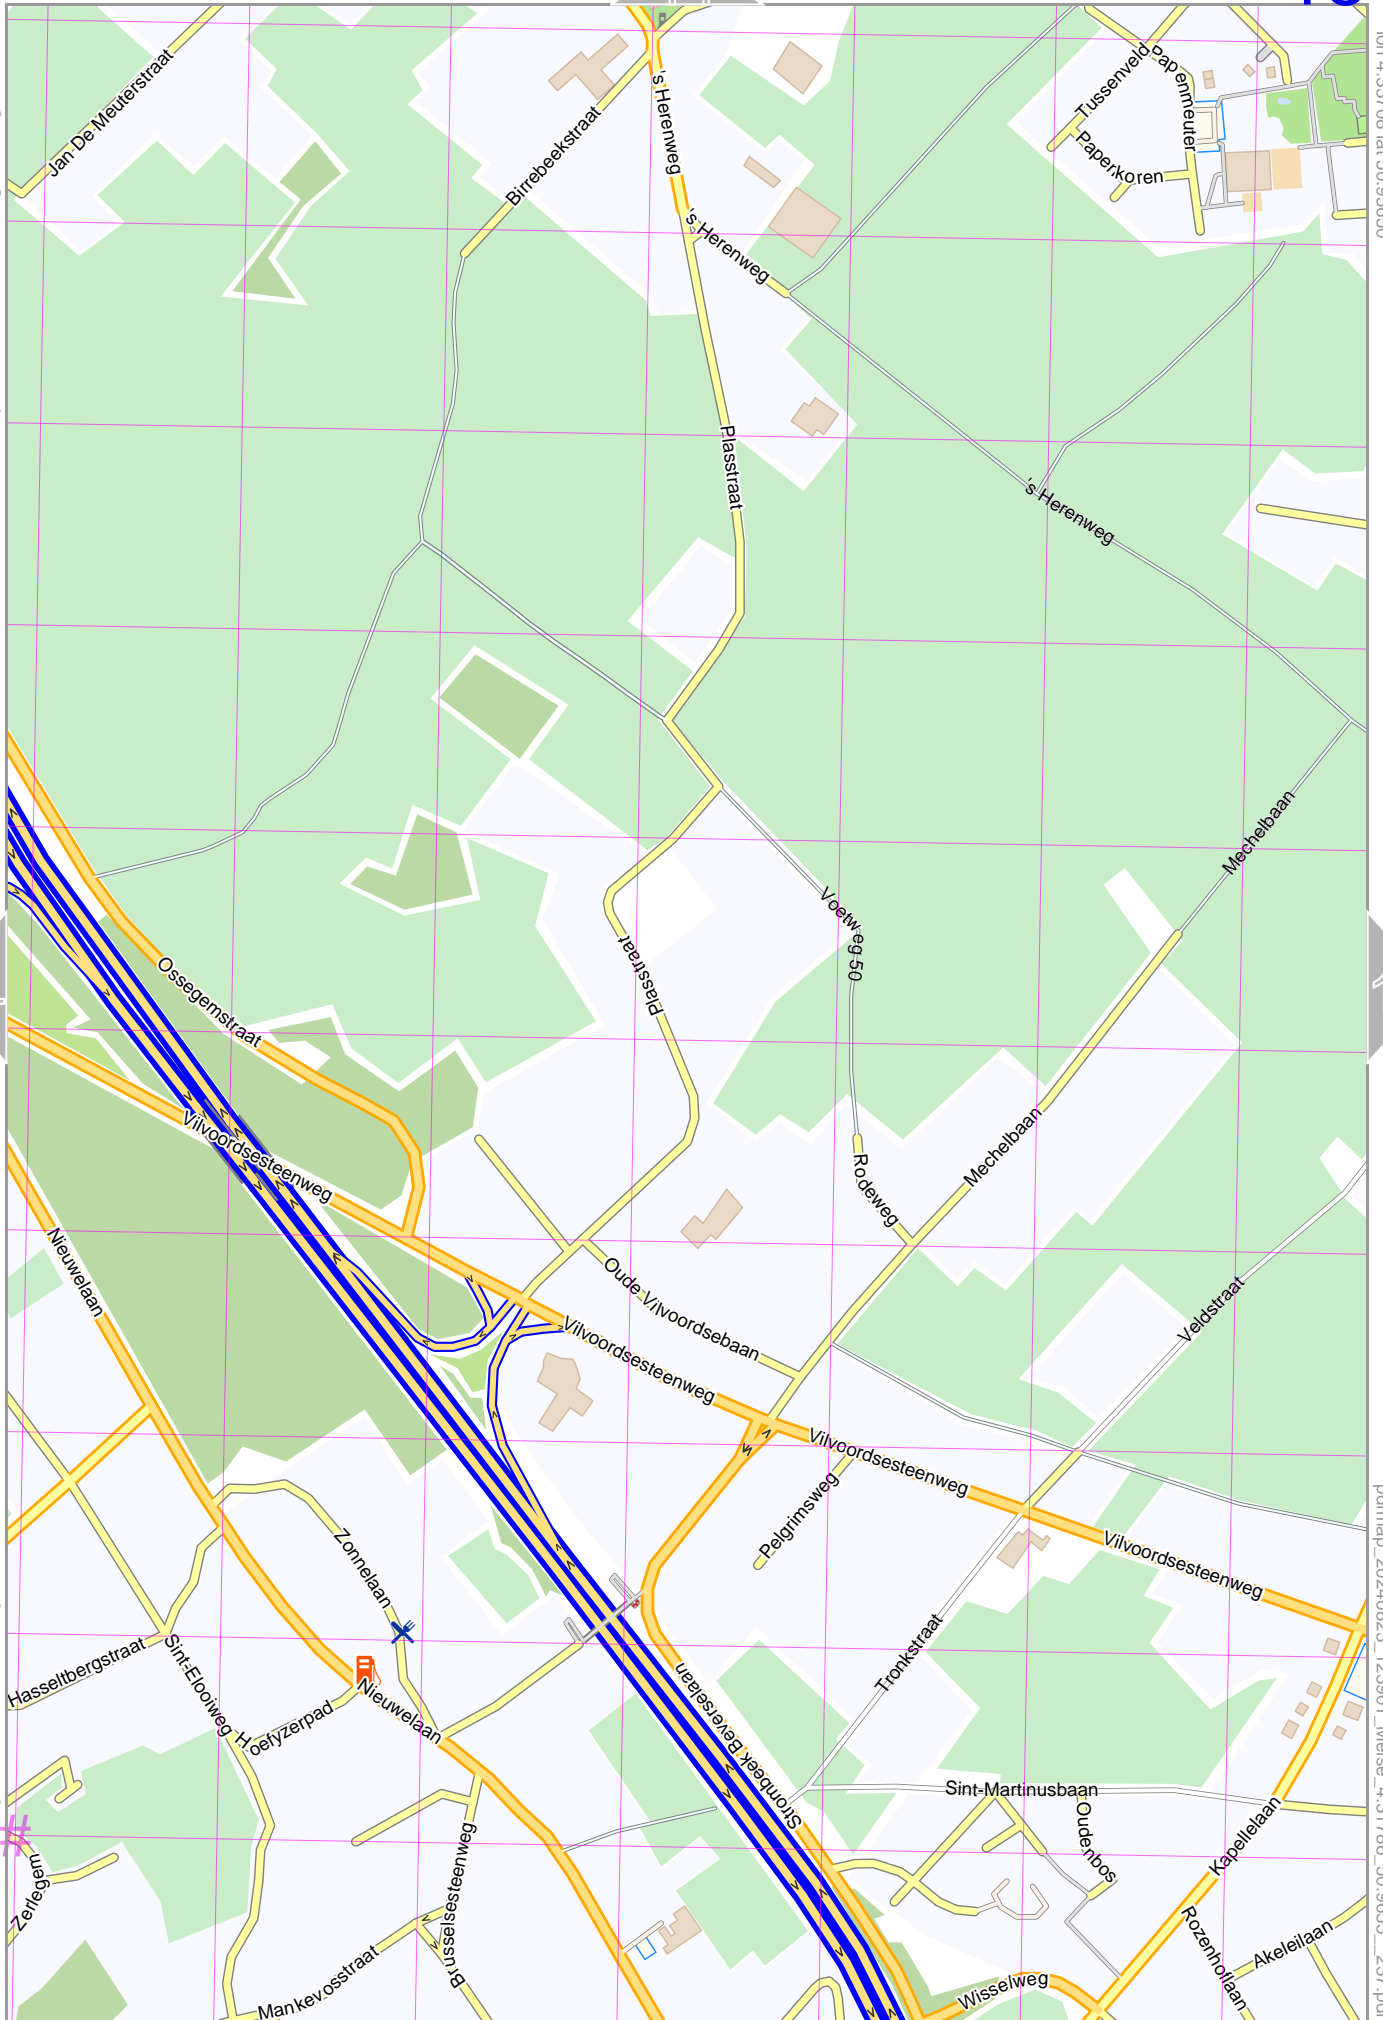 Jan De Meuterstraat
Birrebeekstraat
's Herenweg
's Herenweg
Tussenveld
Papenmeuter
Paperkoren
Plasstraat
's Herenweg
Mechelbaan
Voetweg 50
Plasstraat
Ossegemstraat
Vilvoordsesteenweg
Mechelbaan
Rodeweg
Nieuwelaan
Oude Vilvoordsebaan
Veldstraat
Vilvoordsesteenweg
Vilvoordsesteenweg
Pelgrimsweg
Vilvoordsesteenweg
Zonnelaan
Tronkstraat
Hasseltbergstraat
Sint-Elooiweg
Hoefyzerpad
Nieuwelaan
Strombeek Beverselaan
Sint-Martinusbaan
Oudenbos
Kapellelaan
#
Zerlegem
Brusselsesteenweg
Mankevosstraat
Rozenhoflaan
Akeleilaan
Wisselweg